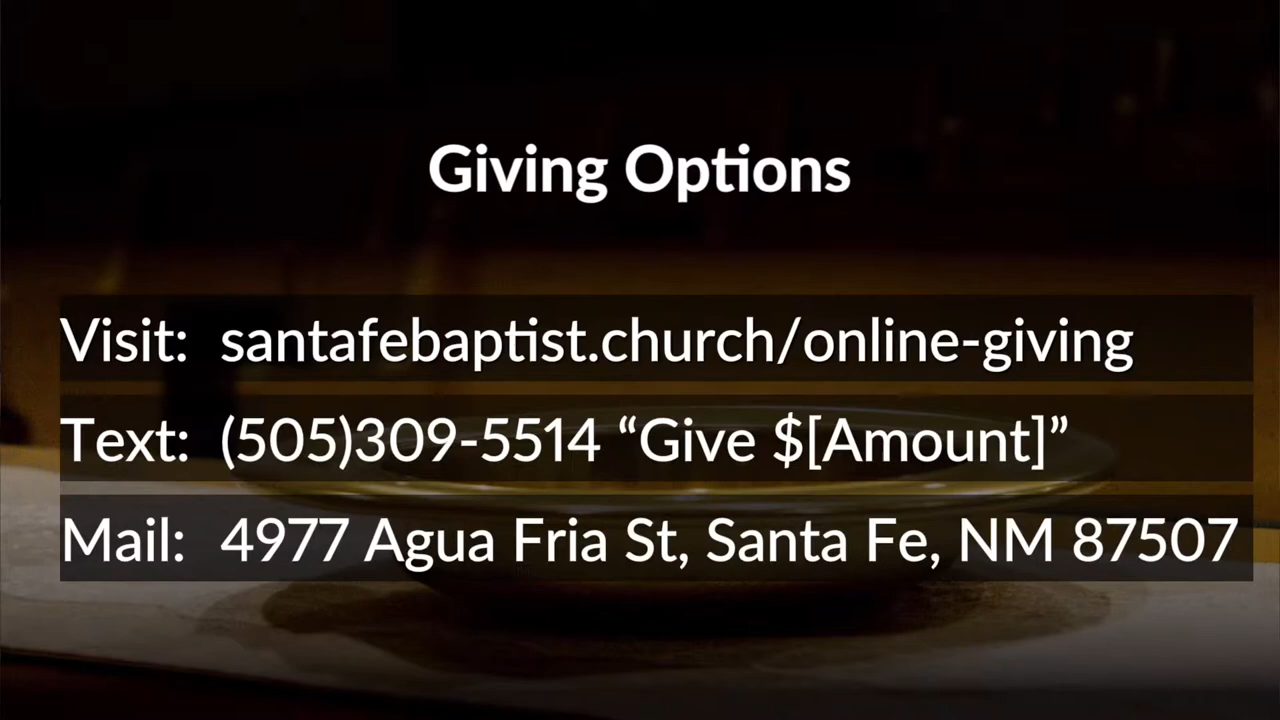 Giving Options
Visit: santafebaptist.church/online-giving
Text: (505)309-5514 “Give $[Amount]”
Mail: 4977 Agua Fria St, Santa Fe, NM 87507